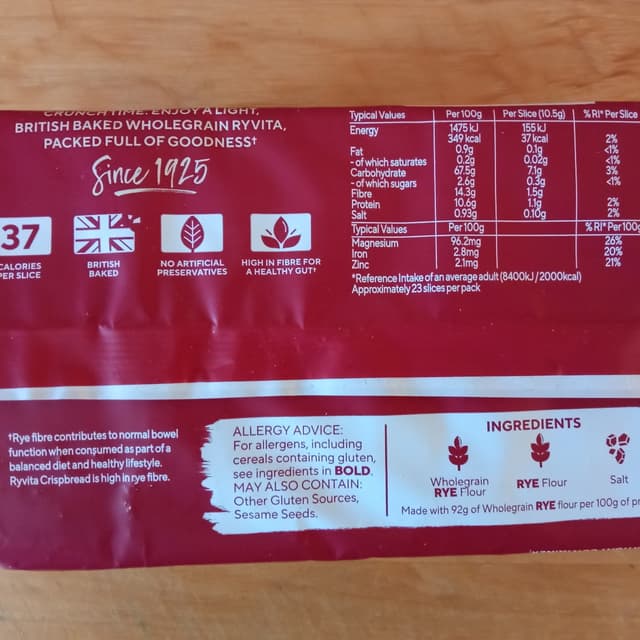 CRUNCH TIME. ENJOY A LIGHT,
BRITISH BAKED WHOLEGRAIN RYVITA,
PACKED FULL OF GOODNESS†
Since 1925
37
CALORIES
PER SLICE
BRITISH
BAKED
NO ARTIFICIAL
PRESERVATIVES
HIGH IN FIBRE FOR
A HEALTHY GUT†
Typical Values Per 100g Per Slice (10.5g) % RI* Per Slice
Energy 1475 kJ 155 kJ
349 kcal 37 kcal 2%
Fat 0.9g 0.1g <1%
- of which saturates 0.2g 0.02g <1%
Carbohydrate 67.5g 7.1g 3%
- of which sugars 2.6g 0.3g <1%
Fibre 14.3g 1.5g
Protein 10.6g 1.1g 2%
Salt 0.93g 0.10g 2%
Typical Values Per 100g % RI* Per 100g
Magnesium 96.2mg 26%
Iron 2.8mg 20%
Zinc 2.1mg 21%
*Reference Intake of an average adult (8400kJ / 2000kcal)
Approximately 23 slices per pack
†Rye fibre contributes to normal bowel
function when consumed as part of a
balanced diet and healthy lifestyle.
Ryvita Crispbread is high in rye fibre.
ALLERGY ADVICE:
For allergens, including
cereals containing gluten,
see ingredients in BOLD.
MAY ALSO CONTAIN:
Other Gluten Sources,
Sesame Seeds.
INGREDIENTS
Wholegrain
RYE Flour
RYE Flour
Salt
Made with 92g of Wholegrain RYE flour per 100g of